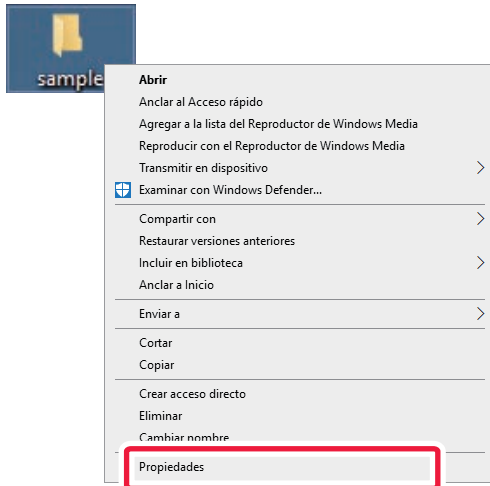 sample
Abrir
Anclar al Acceso rápido
Agregar a la lista del Reproductor de Windows Media
Reproducir con el Reproductor de Windows Media
Transmitir en dispositivo
Examinar con Windows Defender...
Compartir con
Restaurar versiones anteriores
Incluir en biblioteca
Anclar a Inicio
Enviar a
Cortar
Copiar
Crear acceso directo
Eliminar
Cambiar nombre
Propiedades